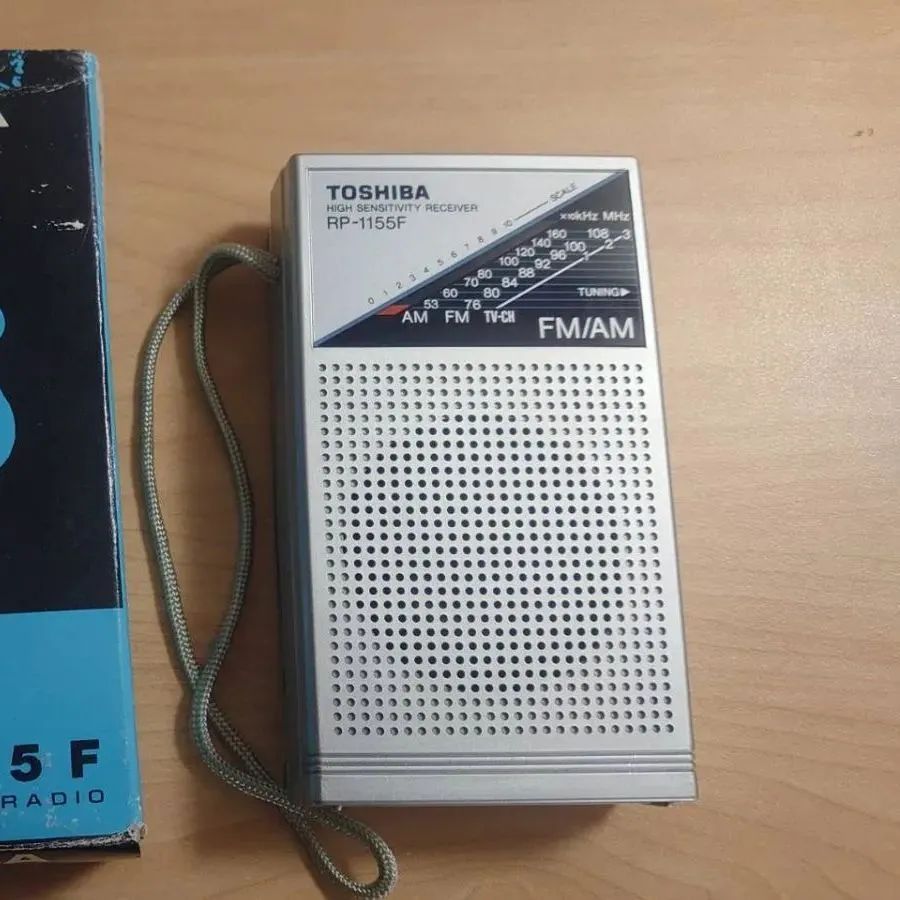 TOSHIBA
HIGH SENSITIVITY RECEIVER
RP-1155F
0 1 2 3 4 5 6 7 8 9 10 SCALE
x10kHz MHz
53 60 70 80 100 120 140 160
76 80 84 88 92 96 100 108
1 2 3
TUNING▶
AM FM TV-CH
FM/AM
5 F
RADIO